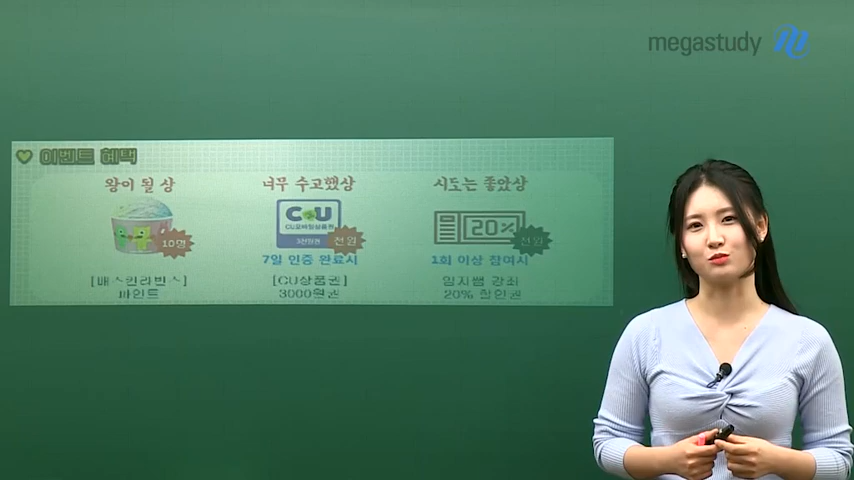 megastudy M
이벤트 혜택
왕이 될 상
10명
[배스킨라빈스]
파인트
너무 수고했상
CU
CU모바일상품권
3천원권
전원
7일 인증 완료시
[CU상품권]
3000원권
시도는 좋았상
20%
전원
1회 이상 참여시
임지쌤 강좌
20% 할인권